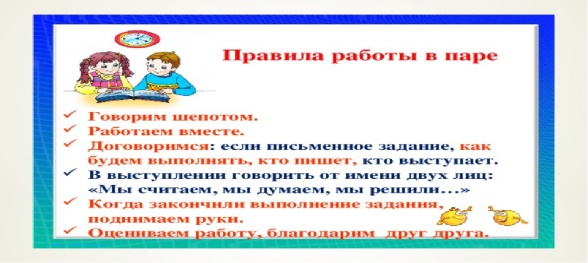 Правила работы в паре
Говорим шепотом.
Работаем вместе.
Договоримся: если письменное задание, как
будем выполнять, кто пишет, кто выступает.
В выступлении говорить от имени двух лиц:
«Мы считаем, мы думаем, мы решили…»
Когда закончили выполнение задания,
поднимаем руки.
Оцениваем работу, благодарим друг друга.